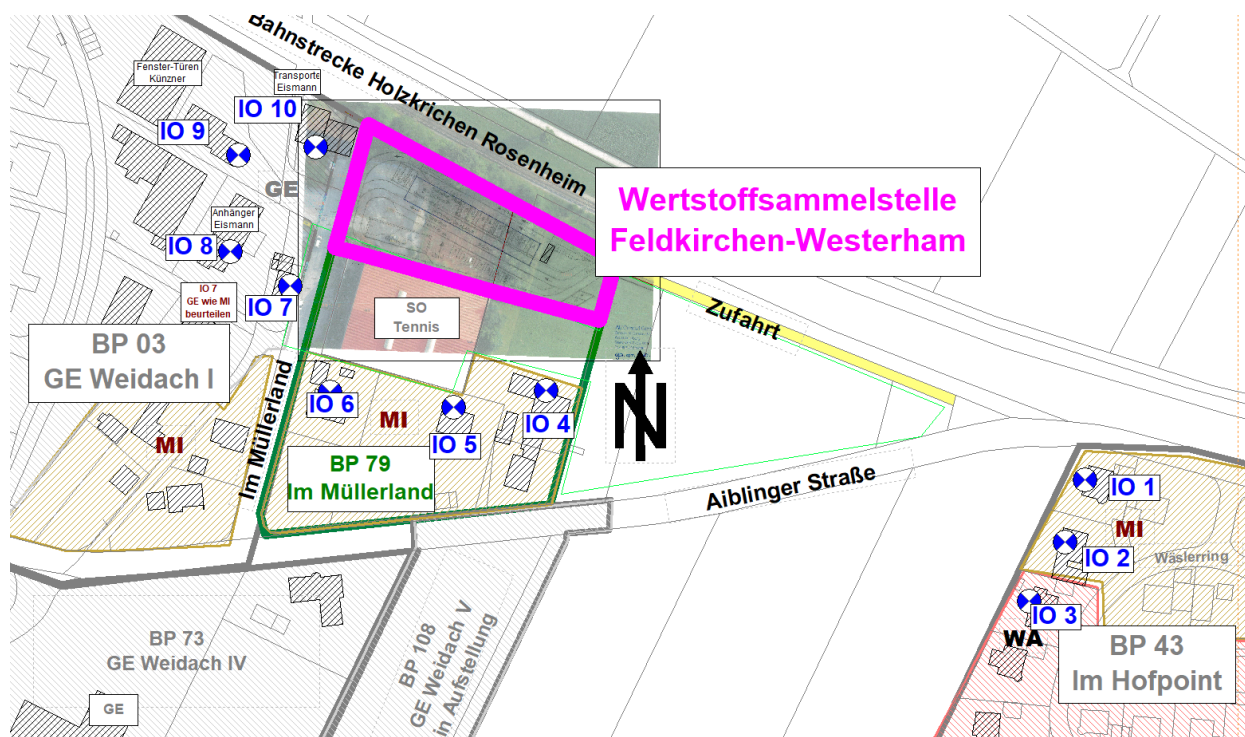 Bahnstrecke Holzkrichen Rosenheim
Fenster-Türen
Künzner
Transporte
Eismann
IO 10
IO 9
GE
Wertstoffsammelstelle
Feldkirchen-Westerham
Anhänger
Eismann
IO 8
IO 7
GE wie MI
beurteilen
IO 7
SO
Tennis
Zufahrt
BP 03
GE Weidach I
N
IO 6
MI
IO 5
IO 4
MI
Im Müllerland
BP 79
Im Müllerland
Aiblinger Straße
IO 1
MI
IO 2
Wäslerring
IO 3
WA
BP 43
Im Hofpoint
BP 73
GE Weidach IV
BP 108
GE Weidach V
in Aufstellung
GE